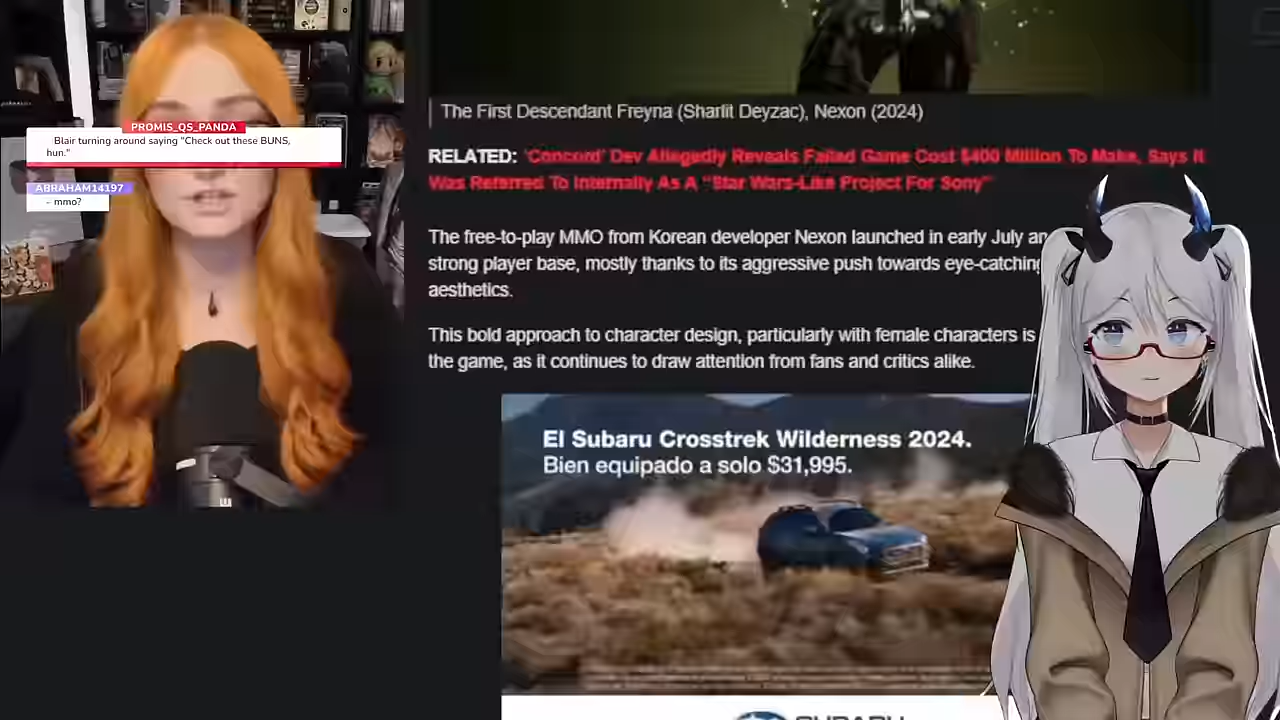 PROMIS_QS_PANDA
Blair turning around saying "Check out these BUNS,
hun."
ABRAHAM14197
- mmo?
The First Descendant Freyna (Sharlit Deyzac), Nexon (2024)
RELATED: 'Concord' Dev Allegedly Reveals Failed Game Cost $400 Million To Make, Says It
Was Referred To Internally As A "Star Wars-Like Project For Sony"
The free-to-play MMO from Korean developer Nexon launched in early July an
strong player base, mostly thanks to its aggressive push towards eye-catching
aesthetics.
This bold approach to character design, particularly with female characters is
the game, as it continues to draw attention from fans and critics alike.
El Subaru Crosstrek Wilderness 2024.
Bien equipado a solo $31,995.
SUBARU